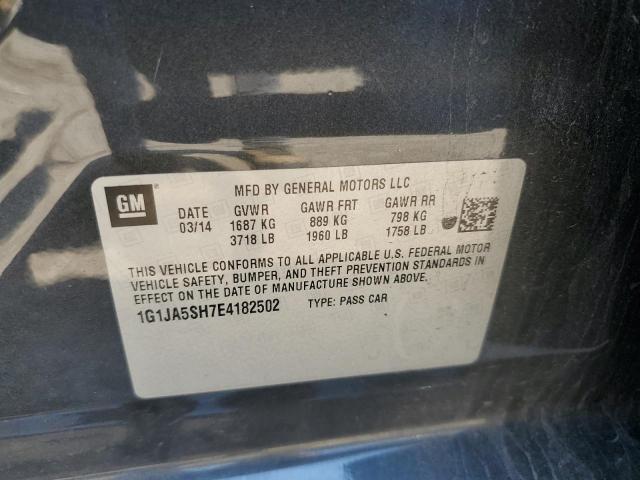 GM
MFD BY GENERAL MOTORS LLC
DATE GVWR GAWR FRT GAWR RR
03/14 1687 KG 889 KG 798 KG
3718 LB 1960 LB 1758 LB
THIS VEHICLE CONFORMS TO ALL APPLICABLE U.S. FEDERAL MOTOR
VEHICLE SAFETY, BUMPER, AND THEFT PREVENTION STANDARDS IN
EFFECT ON THE DATE OF MANUFACTURE SHOWN ABOVE.
1G1JA5SH7E4182502 TYPE: PASS CAR